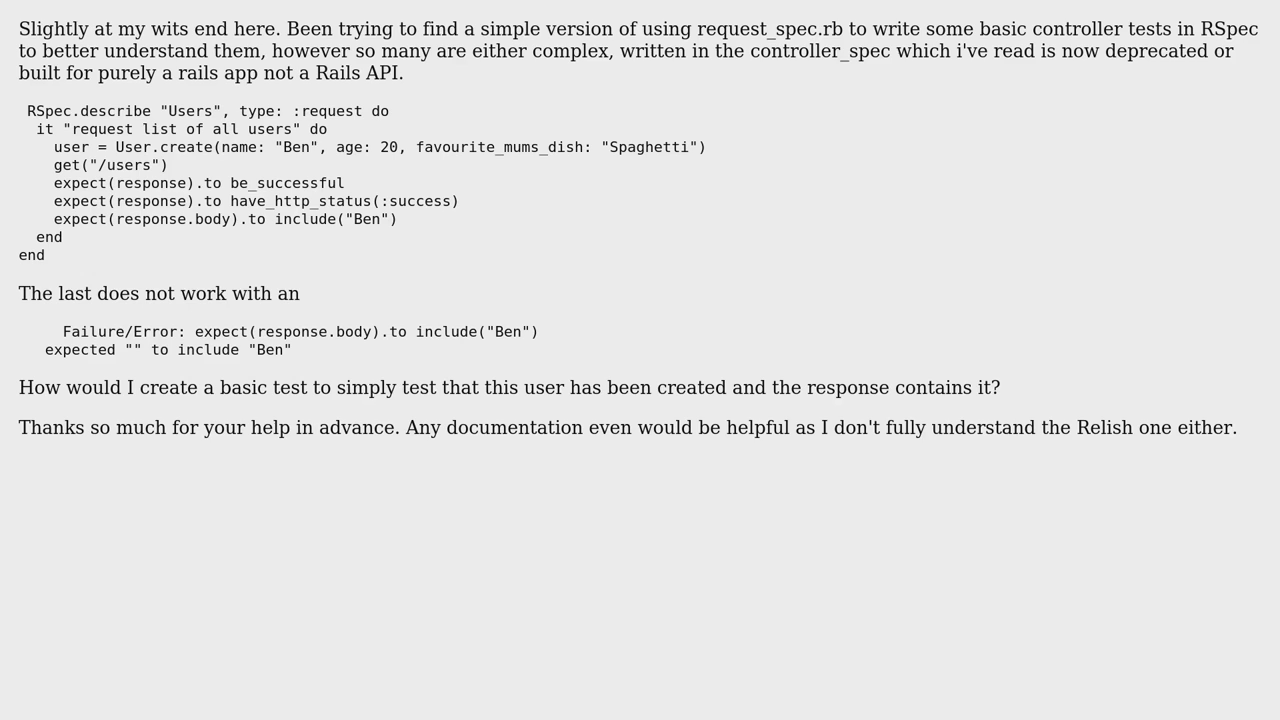 Slightly at my wits end here. Been trying to find a simple version of using request_spec.rb to write some basic controller tests in RSpec
to better understand them, however so many are either complex, written in the controller_spec which i've read is now deprecated or
built for purely a rails app not a Rails API.
RSpec.describe "Users", type: :request do
it "request list of all users" do
user = User.create(name: "Ben", age: 20, favourite_mums_dish: "Spaghetti")
get("/users")
expect(response).to be_successful
expect(response).to have_http_status(:success)
expect(response.body).to include("Ben")
end
end
The last does not work with an
Failure/Error: expect(response.body).to include("Ben")
expected "" to include "Ben"
How would I create a basic test to simply test that this user has been created and the response contains it?
Thanks so much for your help in advance. Any documentation even would be helpful as I don't fully understand the Relish one either.